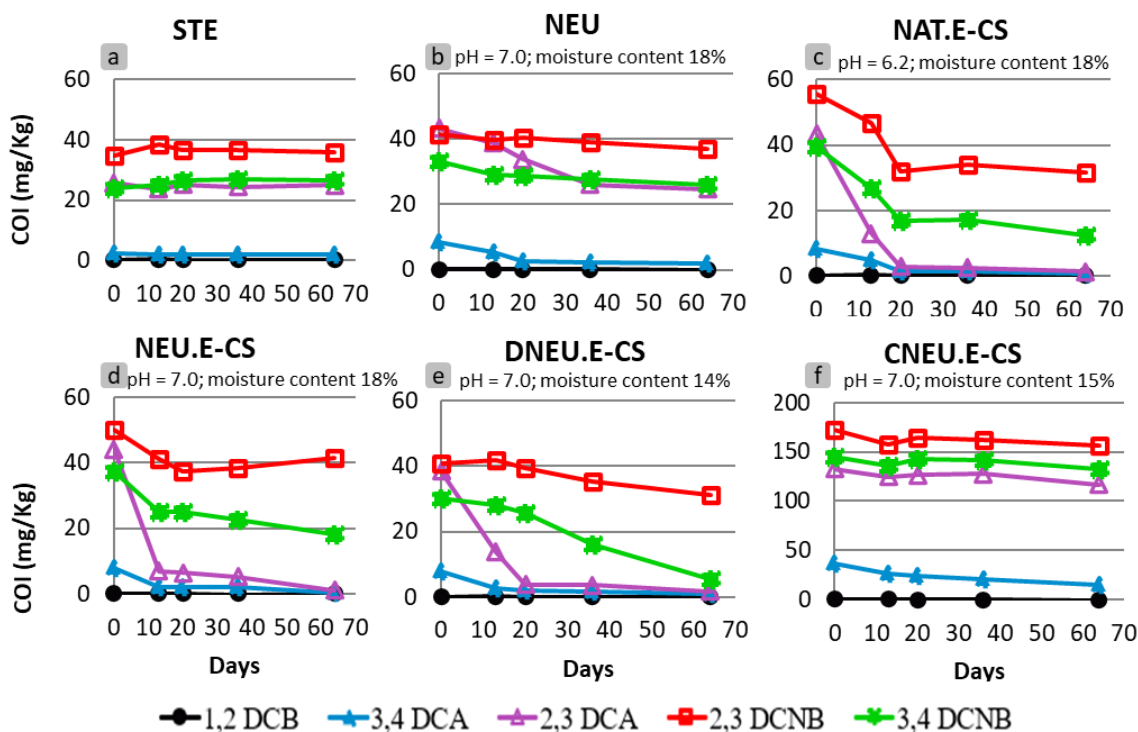 STE
NEU
NAT.E-CS
a
b
pH = 7.0; moisture content 18%
c
pH = 6.2; moisture content 18%
COI (mg/Kg)
60
40
20
0
0 10 20 30 40 50 60 70
60
40
20
0
0 10 20 30 40 50 60 70
60
40
20
0
0 10 20 30 40 50 60 70
NEU.E-CS
DNEU.E-CS
CNEU.E-CS
d
pH = 7.0; moisture content 18%
e
pH = 7.0; moisture content 14%
f
pH = 7.0; moisture content 15%
COI (mg/Kg)
60
40
20
0
0 10 20 30 40 50 60 70
60
40
20
0
0 10 20 30 40 50 60 70
200
150
100
50
0
0 10 20 30 40 50 60 70
Days
Days
Days
1,2 DCB 3,4 DCA 2,3 DCA 2,3 DCNB 3,4 DCNB